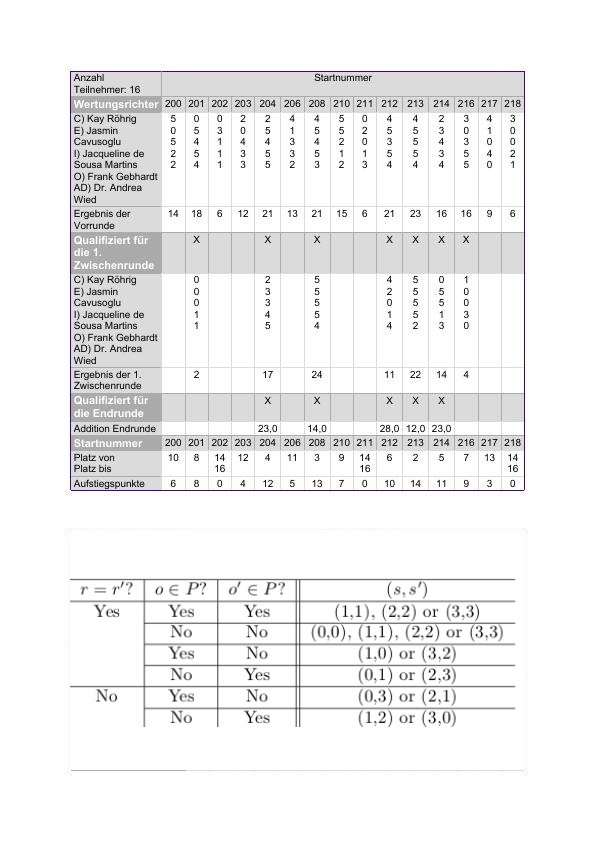 Anzahl Startnummer
Teilnehmer: 16
Wertungsrichter 200 201 202 203 204 206 208 210 211 212 213 214 216 217 218
C) Kay Röhrig 5 0 0 2 2 4 4 5 0 4 4 2 3 4 3
E) Jasmin 0 5 3 0 5 1 5 5 2 5 5 3 0 1 0
Cavusoglu 5 4 1 4 4 3 4 2 0 3 5 4 3 0 0
I) Jacqueline de 2 5 1 3 5 3 5 1 1 5 5 3 5 4 2
Sousa Martins 2 4 1 3 5 2 3 2 3 4 4 4 5 0 1
O) Frank Gebhardt
AD) Dr. Andrea
Wied
Ergebnis der 14 18 6 12 21 13 21 15 6 21 23 16 16 9 6
Vorrunde
Qualifiziert für X X X X X X X
die 1.
Zwischenrunde
C) Kay Röhrig 0 2 5 4 5 0 1
E) Jasmin 0 3 5 2 5 5 0
Cavusoglu 0 3 5 0 5 5 0
I) Jacqueline de 1 4 5 1 5 1 3
Sousa Martins 1 5 4 4 2 3 0
O) Frank Gebhardt
AD) Dr. Andrea
Wied
Ergebnis der 1. 2 17 24 11 22 14 4
Zwischenrunde
Qualifiziert für X X X X X
die Endrunde
Addition Endrunde 23,0 14,0 28,0 12,0 23,0
Startnummer 200 201 202 203 204 206 208 210 211 212 213 214 216 217 218
Platz von 10 8 14 12 4 11 3 9 14 6 2 5 7 13 14
Platz bis 16 16 16
Aufstiegspunkte 6 8 0 4 12 5 13 7 0 10 14 11 9 3 0
r = r′? o ∈ P? o′ ∈ P? (s, s′)
Yes Yes Yes (1,1), (2,2) or (3,3)
No No (0,0), (1,1), (2,2) or (3,3)
Yes No (1,0) or (3,2)
No Yes (0,1) or (2,3)
No Yes No (0,3) or (2,1)
No Yes (1,2) or (3,0)